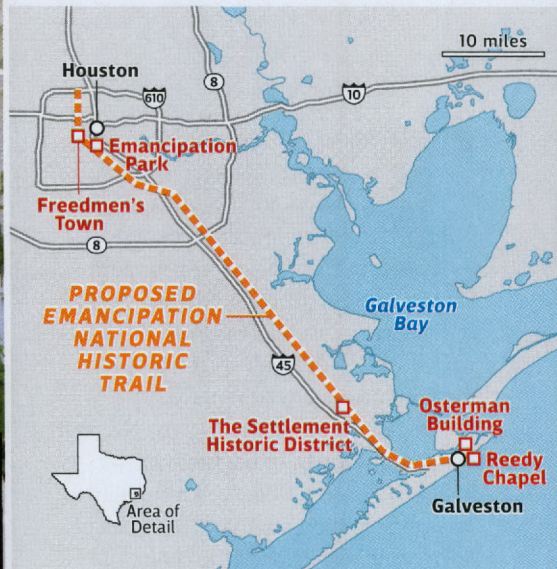 10 miles
Houston
8
610
10
Emancipation
Park
Freedmen's
Town
8
PROPOSED
EMANCIPATION
NATIONAL
HISTORIC
TRAIL
Galveston
Bay
45
The Settlement
Historic District
Osterman
Building
Reedy
Chapel
Galveston
Area of
Detail